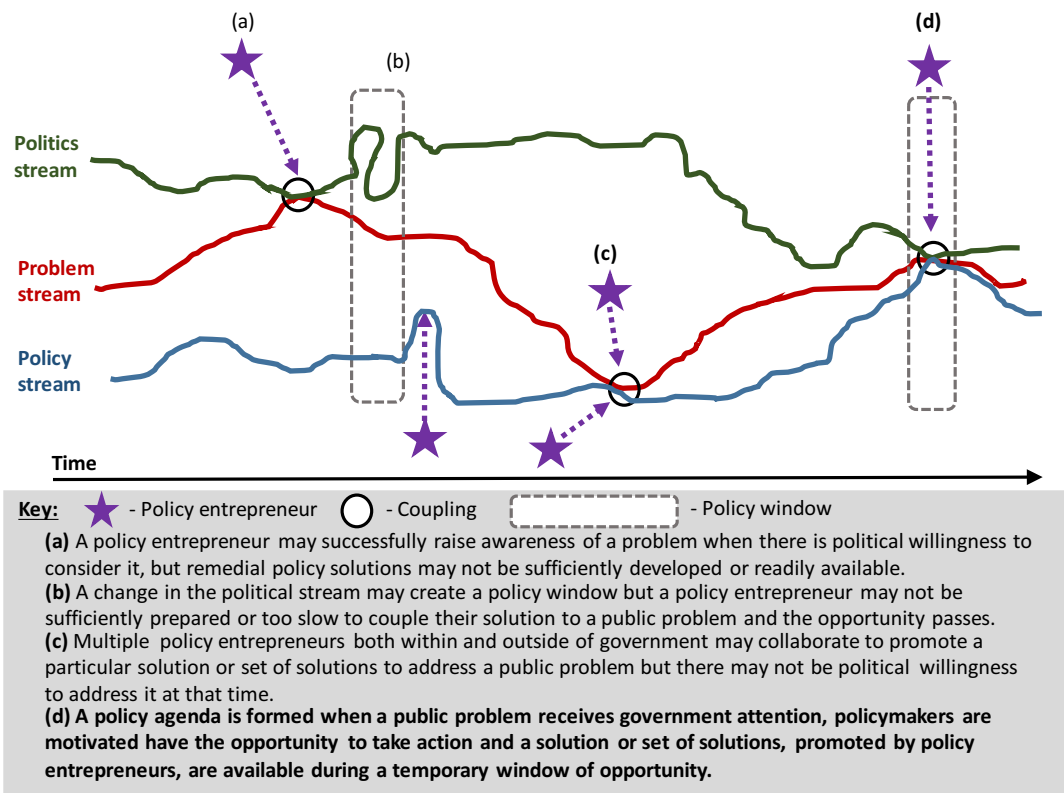 (a)
(b)
(d)
Politics
stream
(c)
Problem
stream
Policy
stream
Time
Key: - Policy entrepreneur - Coupling - Policy window
(a) A policy entrepreneur may successfully raise awareness of a problem when there is political willingness to
consider it, but remedial policy solutions may not be sufficiently developed or readily available.
(b) A change in the political stream may create a policy window but a policy entrepreneur may not be
sufficiently prepared or too slow to couple their solution to a public problem and the opportunity passes.
(c) Multiple policy entrepreneurs both within and outside of government may collaborate to promote a
particular solution or set of solutions to address a public problem but there may not be political willingness
to address it at that time.
(d) A policy agenda is formed when a public problem receives government attention, policymakers are
motivated have the opportunity to take action and a solution or set of solutions, promoted by policy
entrepreneurs, are available during a temporary window of opportunity.